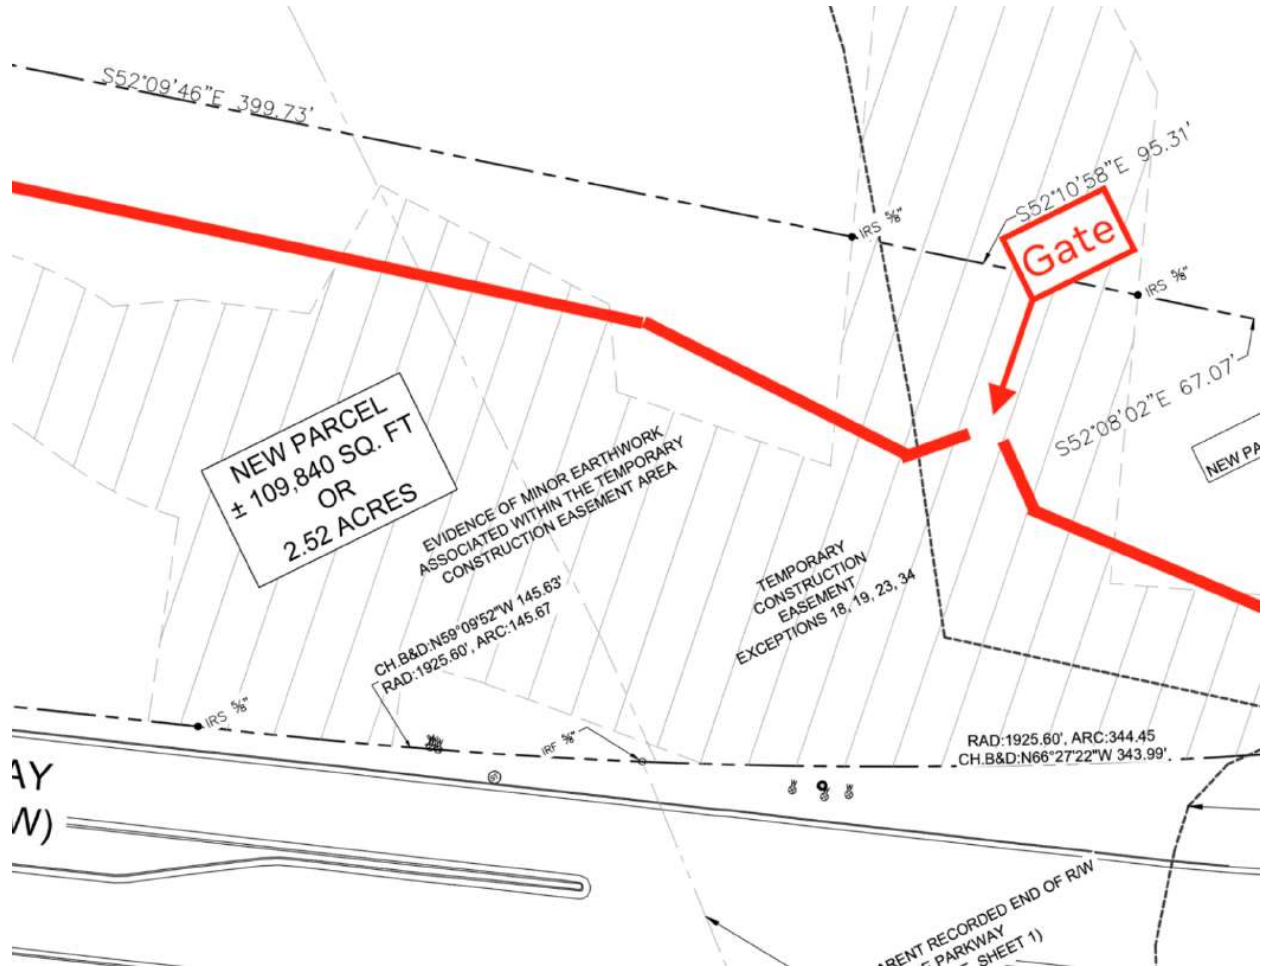 S52°09'46"E 399.73'
S52°10'58"E 95.31'
IRS ⅝"
Gate
IRS ⅝"
S52°08'02"E 67.07'
NEW PARCEL
± 109,840 SQ. FT
OR
2.52 ACRES
EVIDENCE OF MINOR EARTHWORK
ASSOCIATED WITHIN THE TEMPORARY
CONSTRUCTION EASEMENT AREA
NEW PA
TEMPORARY
CONSTRUCTION
EASEMENT
EXCEPTIONS 18, 19, 23, 34
CH.B&D:N59°09'52"W 145.63'
RAD:1925.60', ARC:145.67
IRS ⅝"
IRF ⅝"
RAD:1925.60', ARC:344.45
CH.B&D:N66°27'22"W 343.99'
AY
N)
ARENT RECORDED END OF R/W
E PARKWAY
SHEET 1)